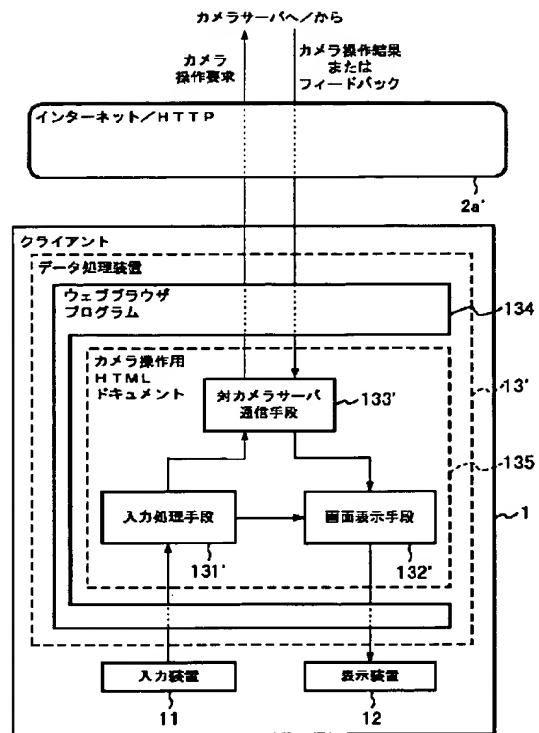 カメラサーバへ/から
カメラ
操作要求
カメラ操作結果
または
フィードバック
インターネット/HTTP
2a'
クライアント
データ処理装置
ウェブブラウザ
プログラム
134
カメラ操作用
HTML
ドキュメント
13'
対カメラサーバ
通信手段
133'
135
入力処理手段
画面表示手段
1
131'
132'
入力装置
表示装置
11
12